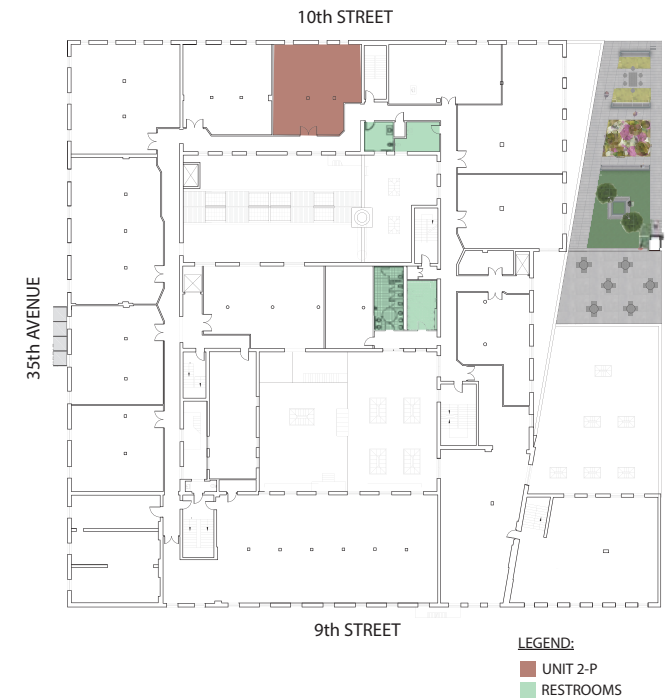 10th STREET
35th AVENUE
9th STREET
LEGEND:
UNIT 2-P
RESTROOMS